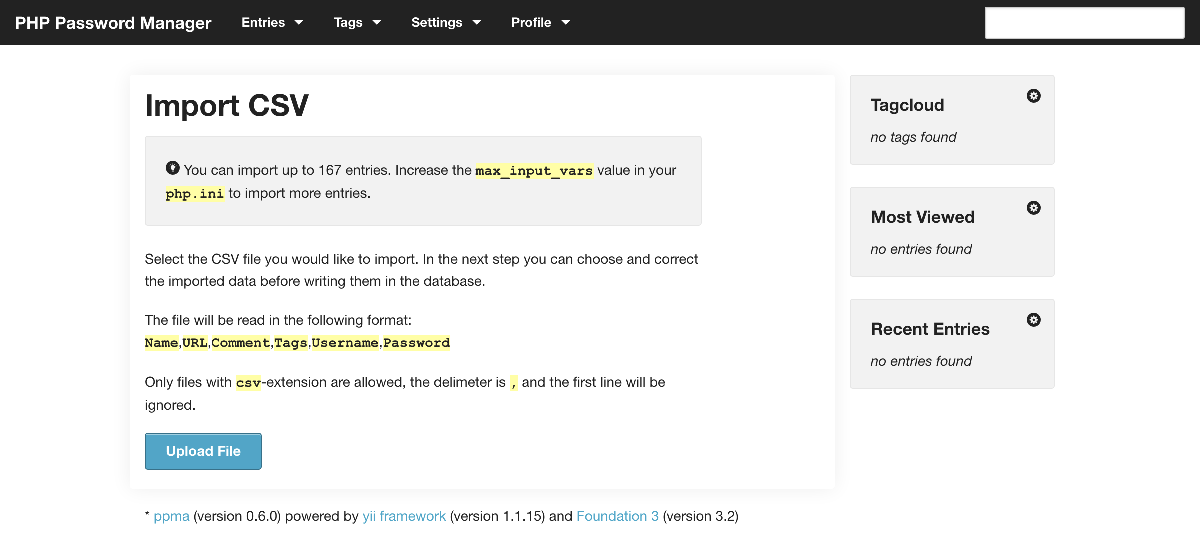 PHP Password Manager Entries Tags Settings Profile
Import CSV
You can import up to 167 entries. Increase the max_input_vars value in your
php.ini to import more entries.
Select the CSV file you would like to import. In the next step you can choose and correct
the imported data before writing them in the database.
The file will be read in the following format:
Name,URL,Comment,Tags,Username,Password
Only files with csv-extension are allowed, the delimeter is , and the first line will be
ignored.
Upload File
Tagcloud
no tags found
Most Viewed
no entries found
Recent Entries
no entries found
* ppma (version 0.6.0) powered by yii framework (version 1.1.15) and Foundation 3 (version 3.2)